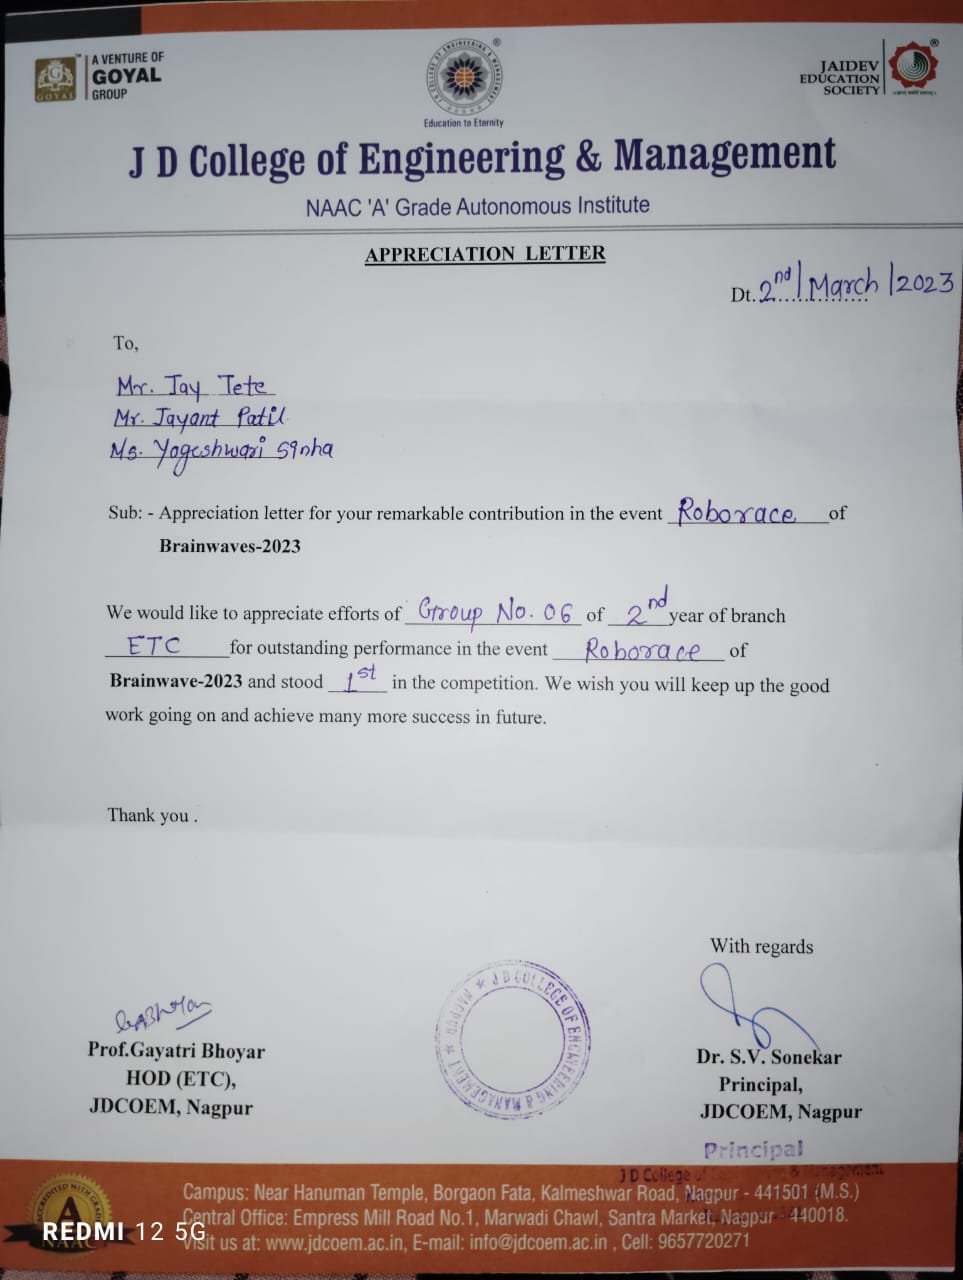 A VENTURE OF
GOYAL
GROUP
GOYAL
Education to Eternity
JAIDEV
EDUCATION
SOCIETY
J D College of Engineering & Management
NAAC 'A' Grade Autonomous Institute
APPRECIATION LETTER
Dt. 2nd/March/2023
To,
Mr. Jay Tete
Mr. Jayant Patil
Ms. Yogeshwari Sinha
Sub: - Appreciation letter for your remarkable contribution in the event Roborace of
Brainwaves-2023
We would like to appreciate efforts of Group No. 06 of 2nd year of branch
ETC for outstanding performance in the event Roborace of
Brainwave-2023 and stood 1st in the competition. We wish you will keep up the good
work going on and achieve many more success in future.
Thank you .
With regards
Prof.Gayatri Bhoyar
HOD (ETC),
JDCOEM, Nagpur
J D COLLEGE OF ENGINEERING & MANAGEMENT ★ NAGPUR ★
Dr. S.V. Sonekar
Principal,
JDCOEM, Nagpur
Principal
J D College of & Management
Campus: Near Hanuman Temple, Borgaon Fata, Kalmeshwar Road, Nagpur - 441501 (M.S.)
Central Office: Empress Mill Road No.1, Marwadi Chawl, Santra Market, Nagpur - 440018.
Visit us at: www.jdcoem.ac.in, E-mail: info@jdcoem.ac.in , Cell: 9657720271
ACCREDITED WITH GRADE
A
NAAC
REDMI 12 5G